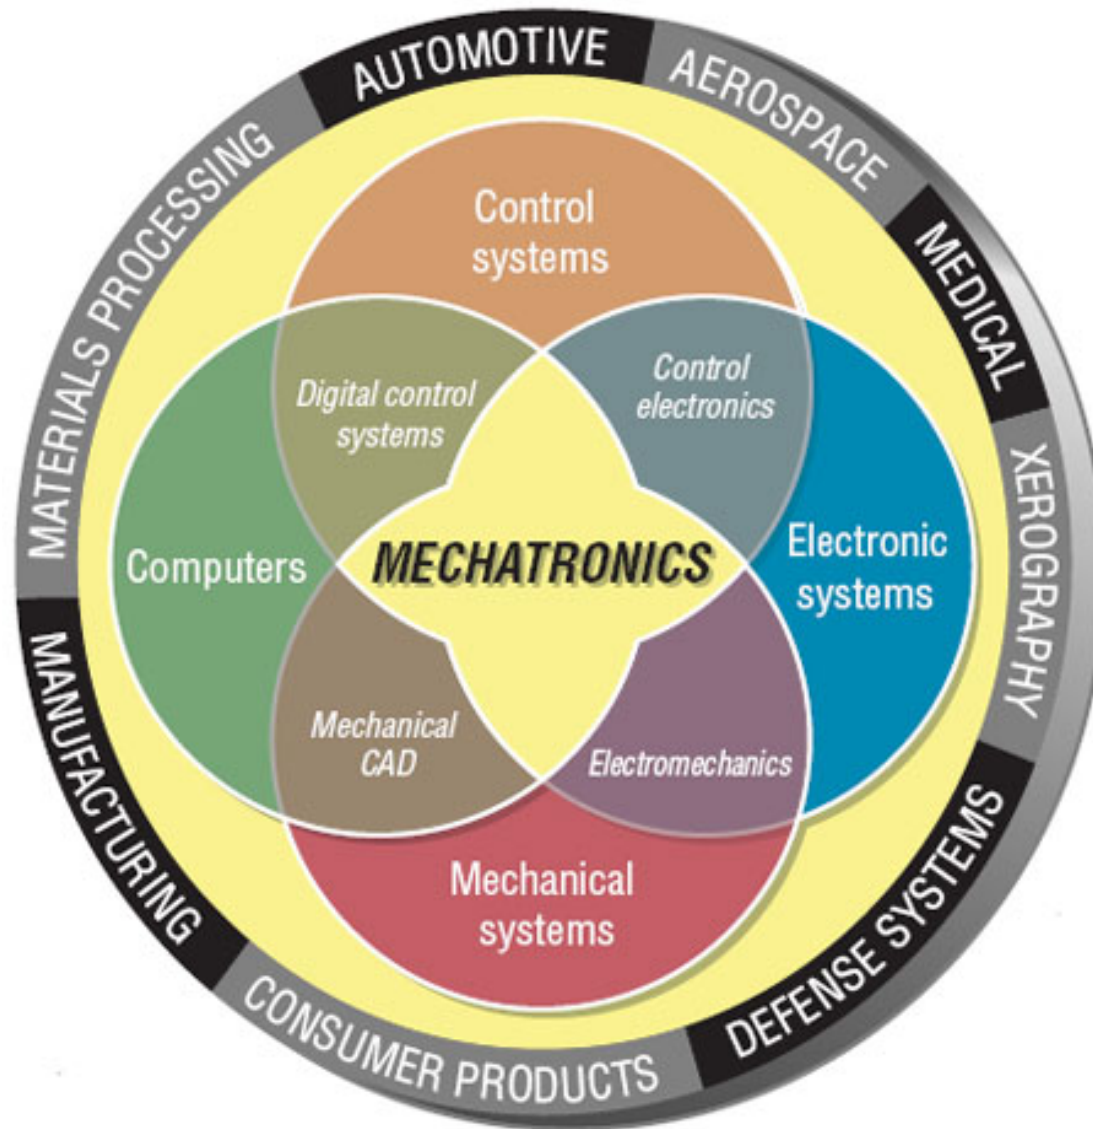 AUTOMOTIVE
AEROSPACE
MEDICAL
XEROGRAPHY
DEFENSE SYSTEMS
CONSUMER PRODUCTS
MANUFACTURING
MATERIALS PROCESSING
Control
systems
Digital control
systems
Control
electronics
Computers
MECHATRONICS
Electronic
systems
Mechanical
CAD
Electromechanics
Mechanical
systems